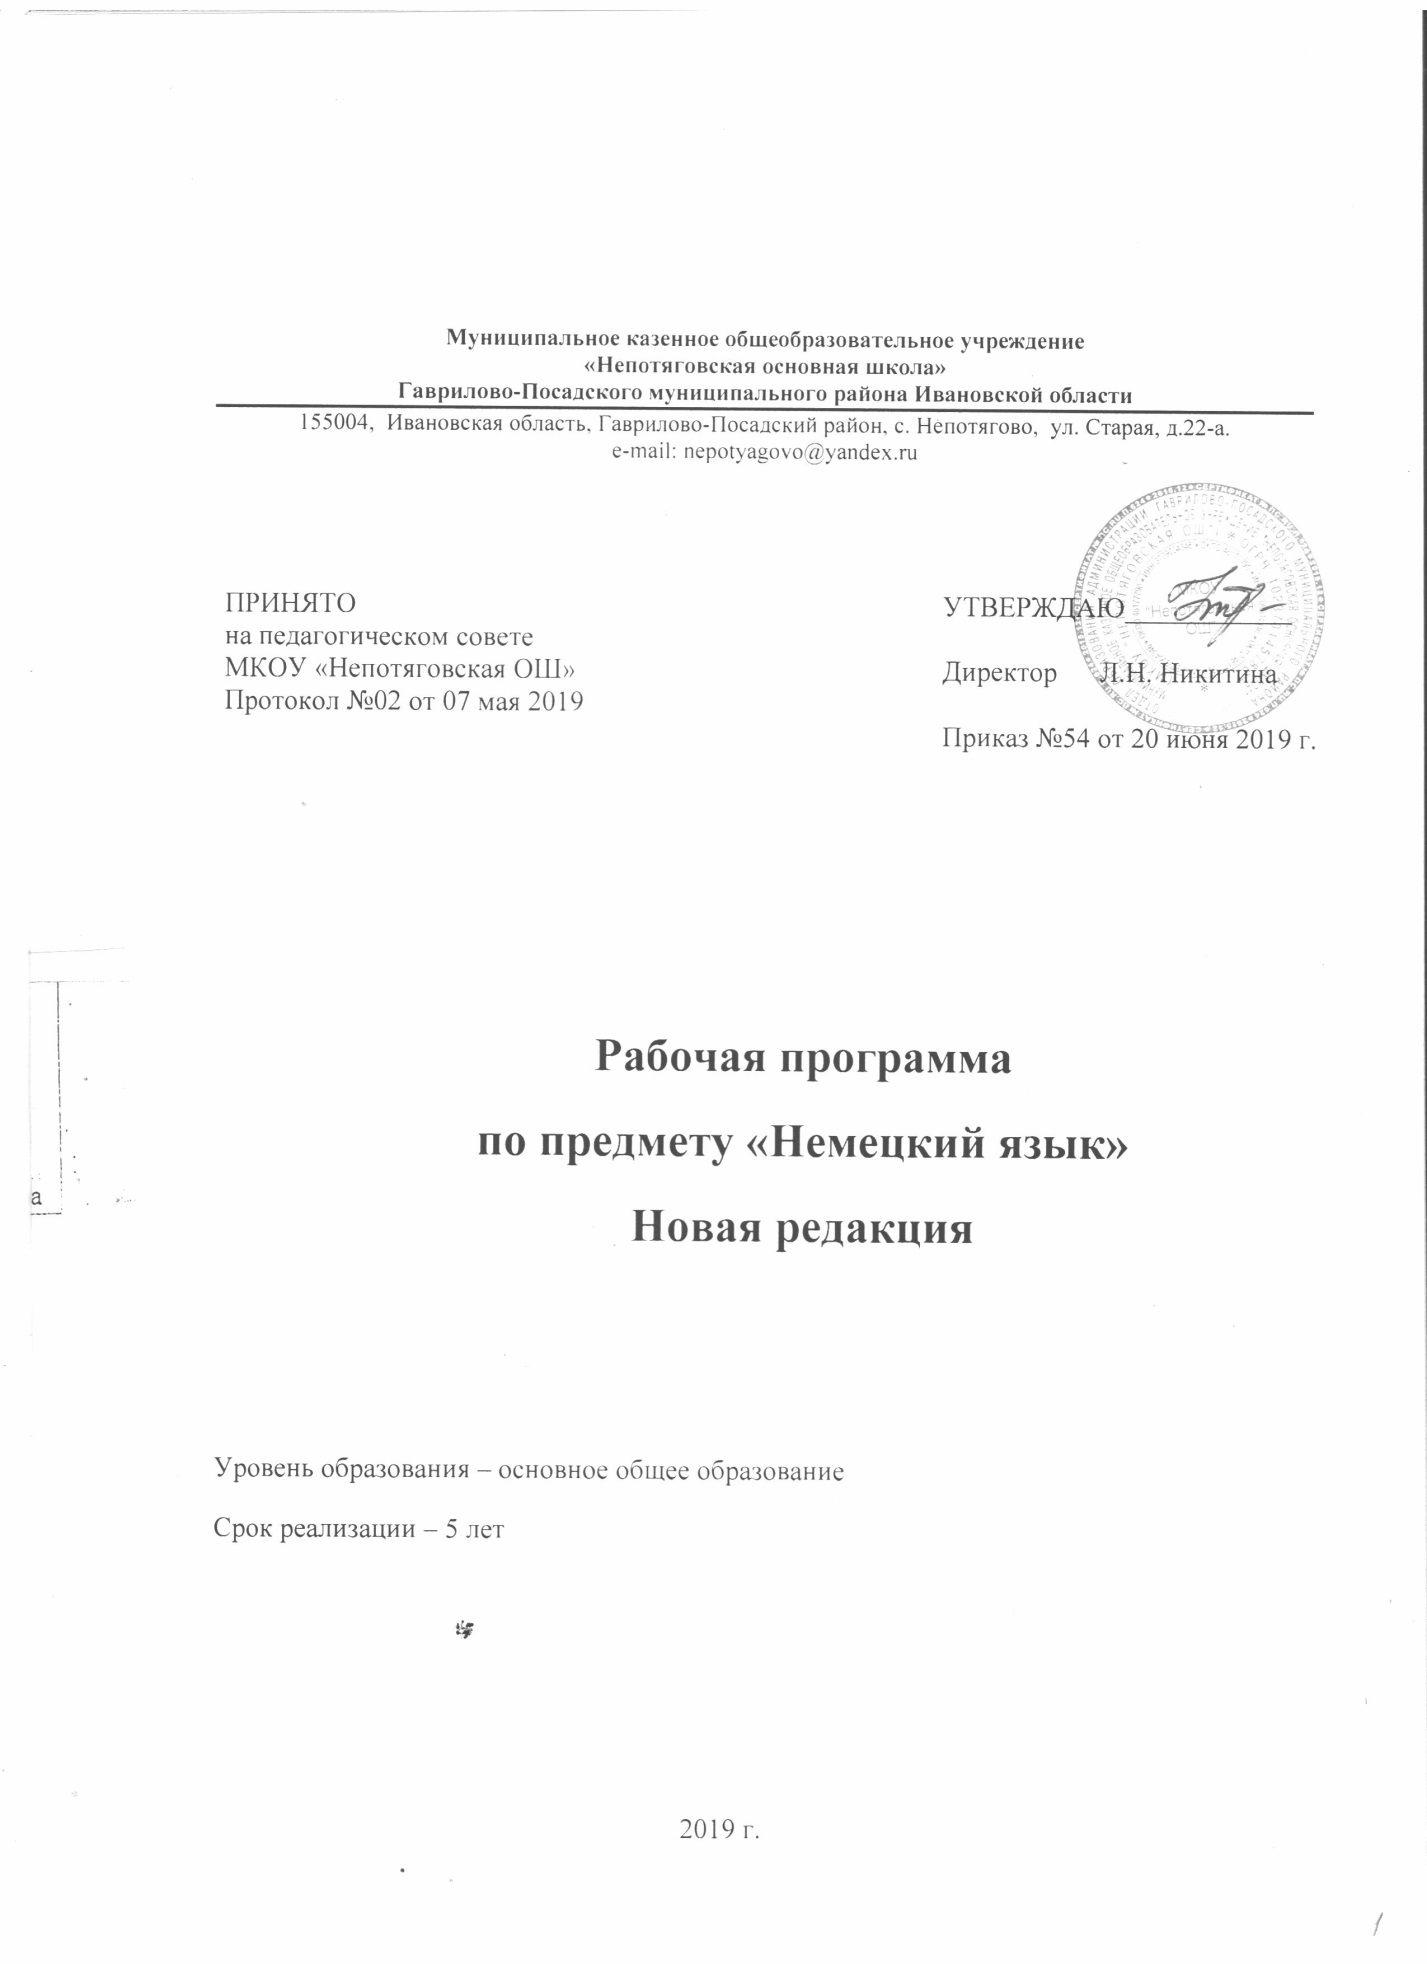 Муниципальное казенное общеобразовательное учреждение
«Непотяговская основная школа»
Гаврилово-Посадского муниципального района Ивановской области
155004, Ивановская область, Гаврилово-Посадский район, с. Непотягово, ул. Старая, д.22-а.
e-mail: nepotyagovo@yandex.ru
ПРИНЯТО
на педагогическом совете
МКОУ «Непотяговская ОШ»
Протокол №02 от 07 мая 2019
УТВЕРЖДАЮ____________
Директор Л.Н. Никитина
Приказ №54 от 20 июня 2019 г.
Рабочая программа
по предмету «Немецкий язык»
Новая редакция
а
Уровень образования – основное общее образование
Срок реализации – 5 лет
2019 г.
1